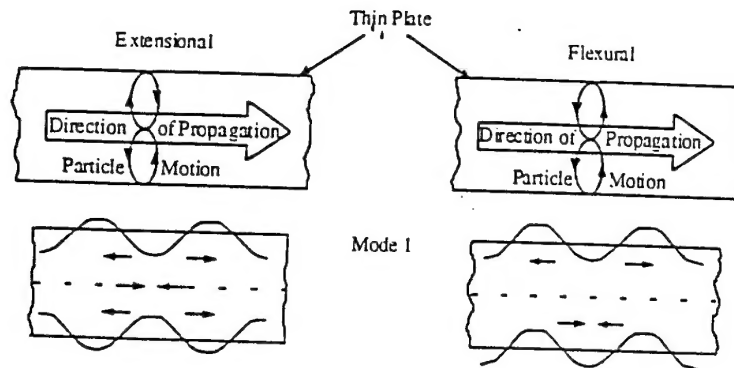 Thin Plate
Extensional
Flexural
Direction of Propagation
Particle Motion
Direction of Propagation
Particle Motion
Mode 1